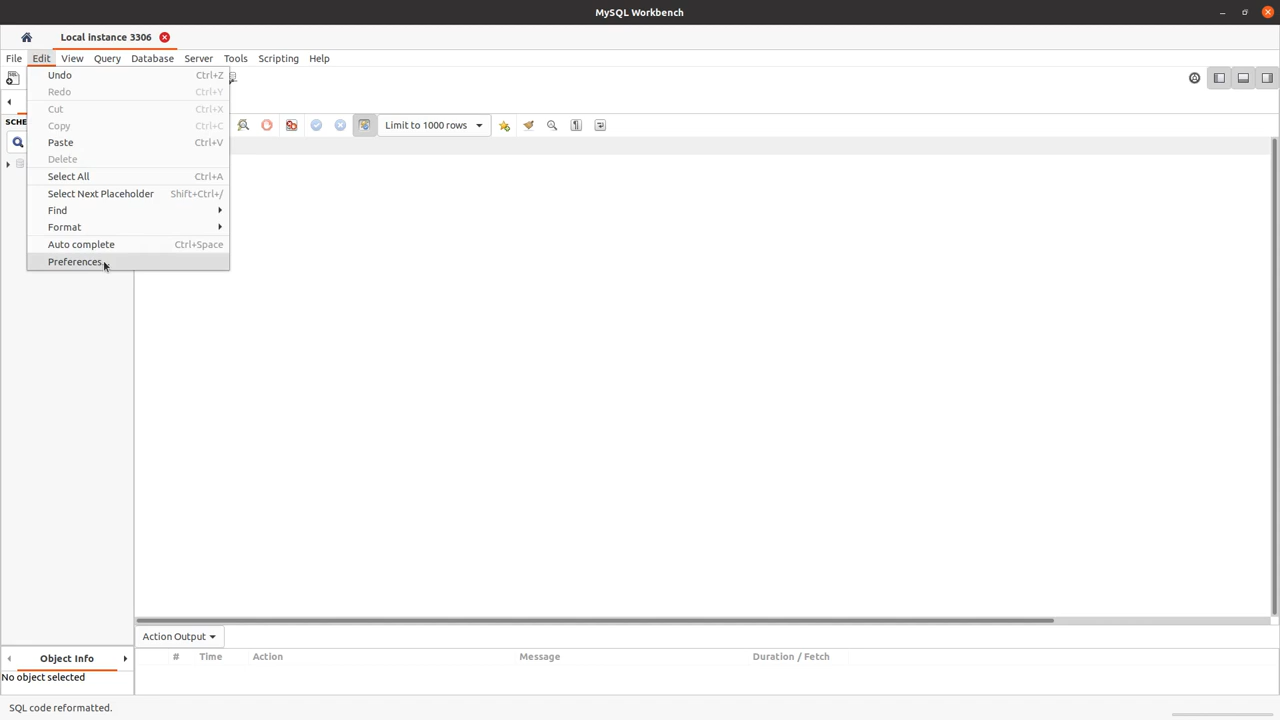 MySQL Workbench
Local instance 3306
File Edit View Query Database Server Tools Scripting Help
Undo Ctrl+Z
Redo Ctrl+Y
Cut Ctrl+X
Copy Ctrl+C
Paste Ctrl+V
Delete
Select All Ctrl+A
Select Next Placeholder Shift+Ctrl+/
Find
Format
Auto complete Ctrl+Space
Preferences
SCHE
Limit to 1000 rows
Action Output
# Time Action Message Duration / Fetch
Object Info
No object selected
SQL code reformatted.